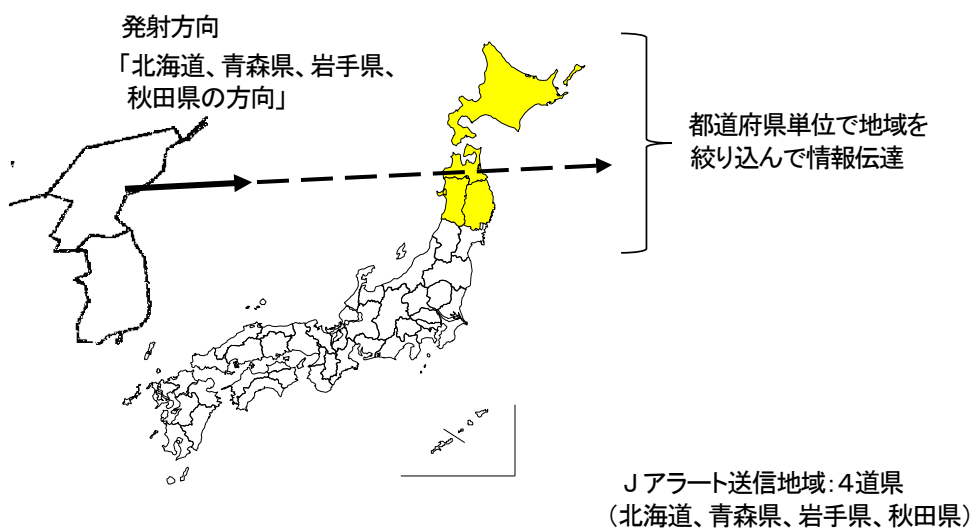 発射方向
「北海道、青森県、岩手県、
秋田県の方向」
都道府県単位で地域を
絞り込んで情報伝達
Ｊアラート送信地域：４道県
（北海道、青森県、岩手県、秋田県）